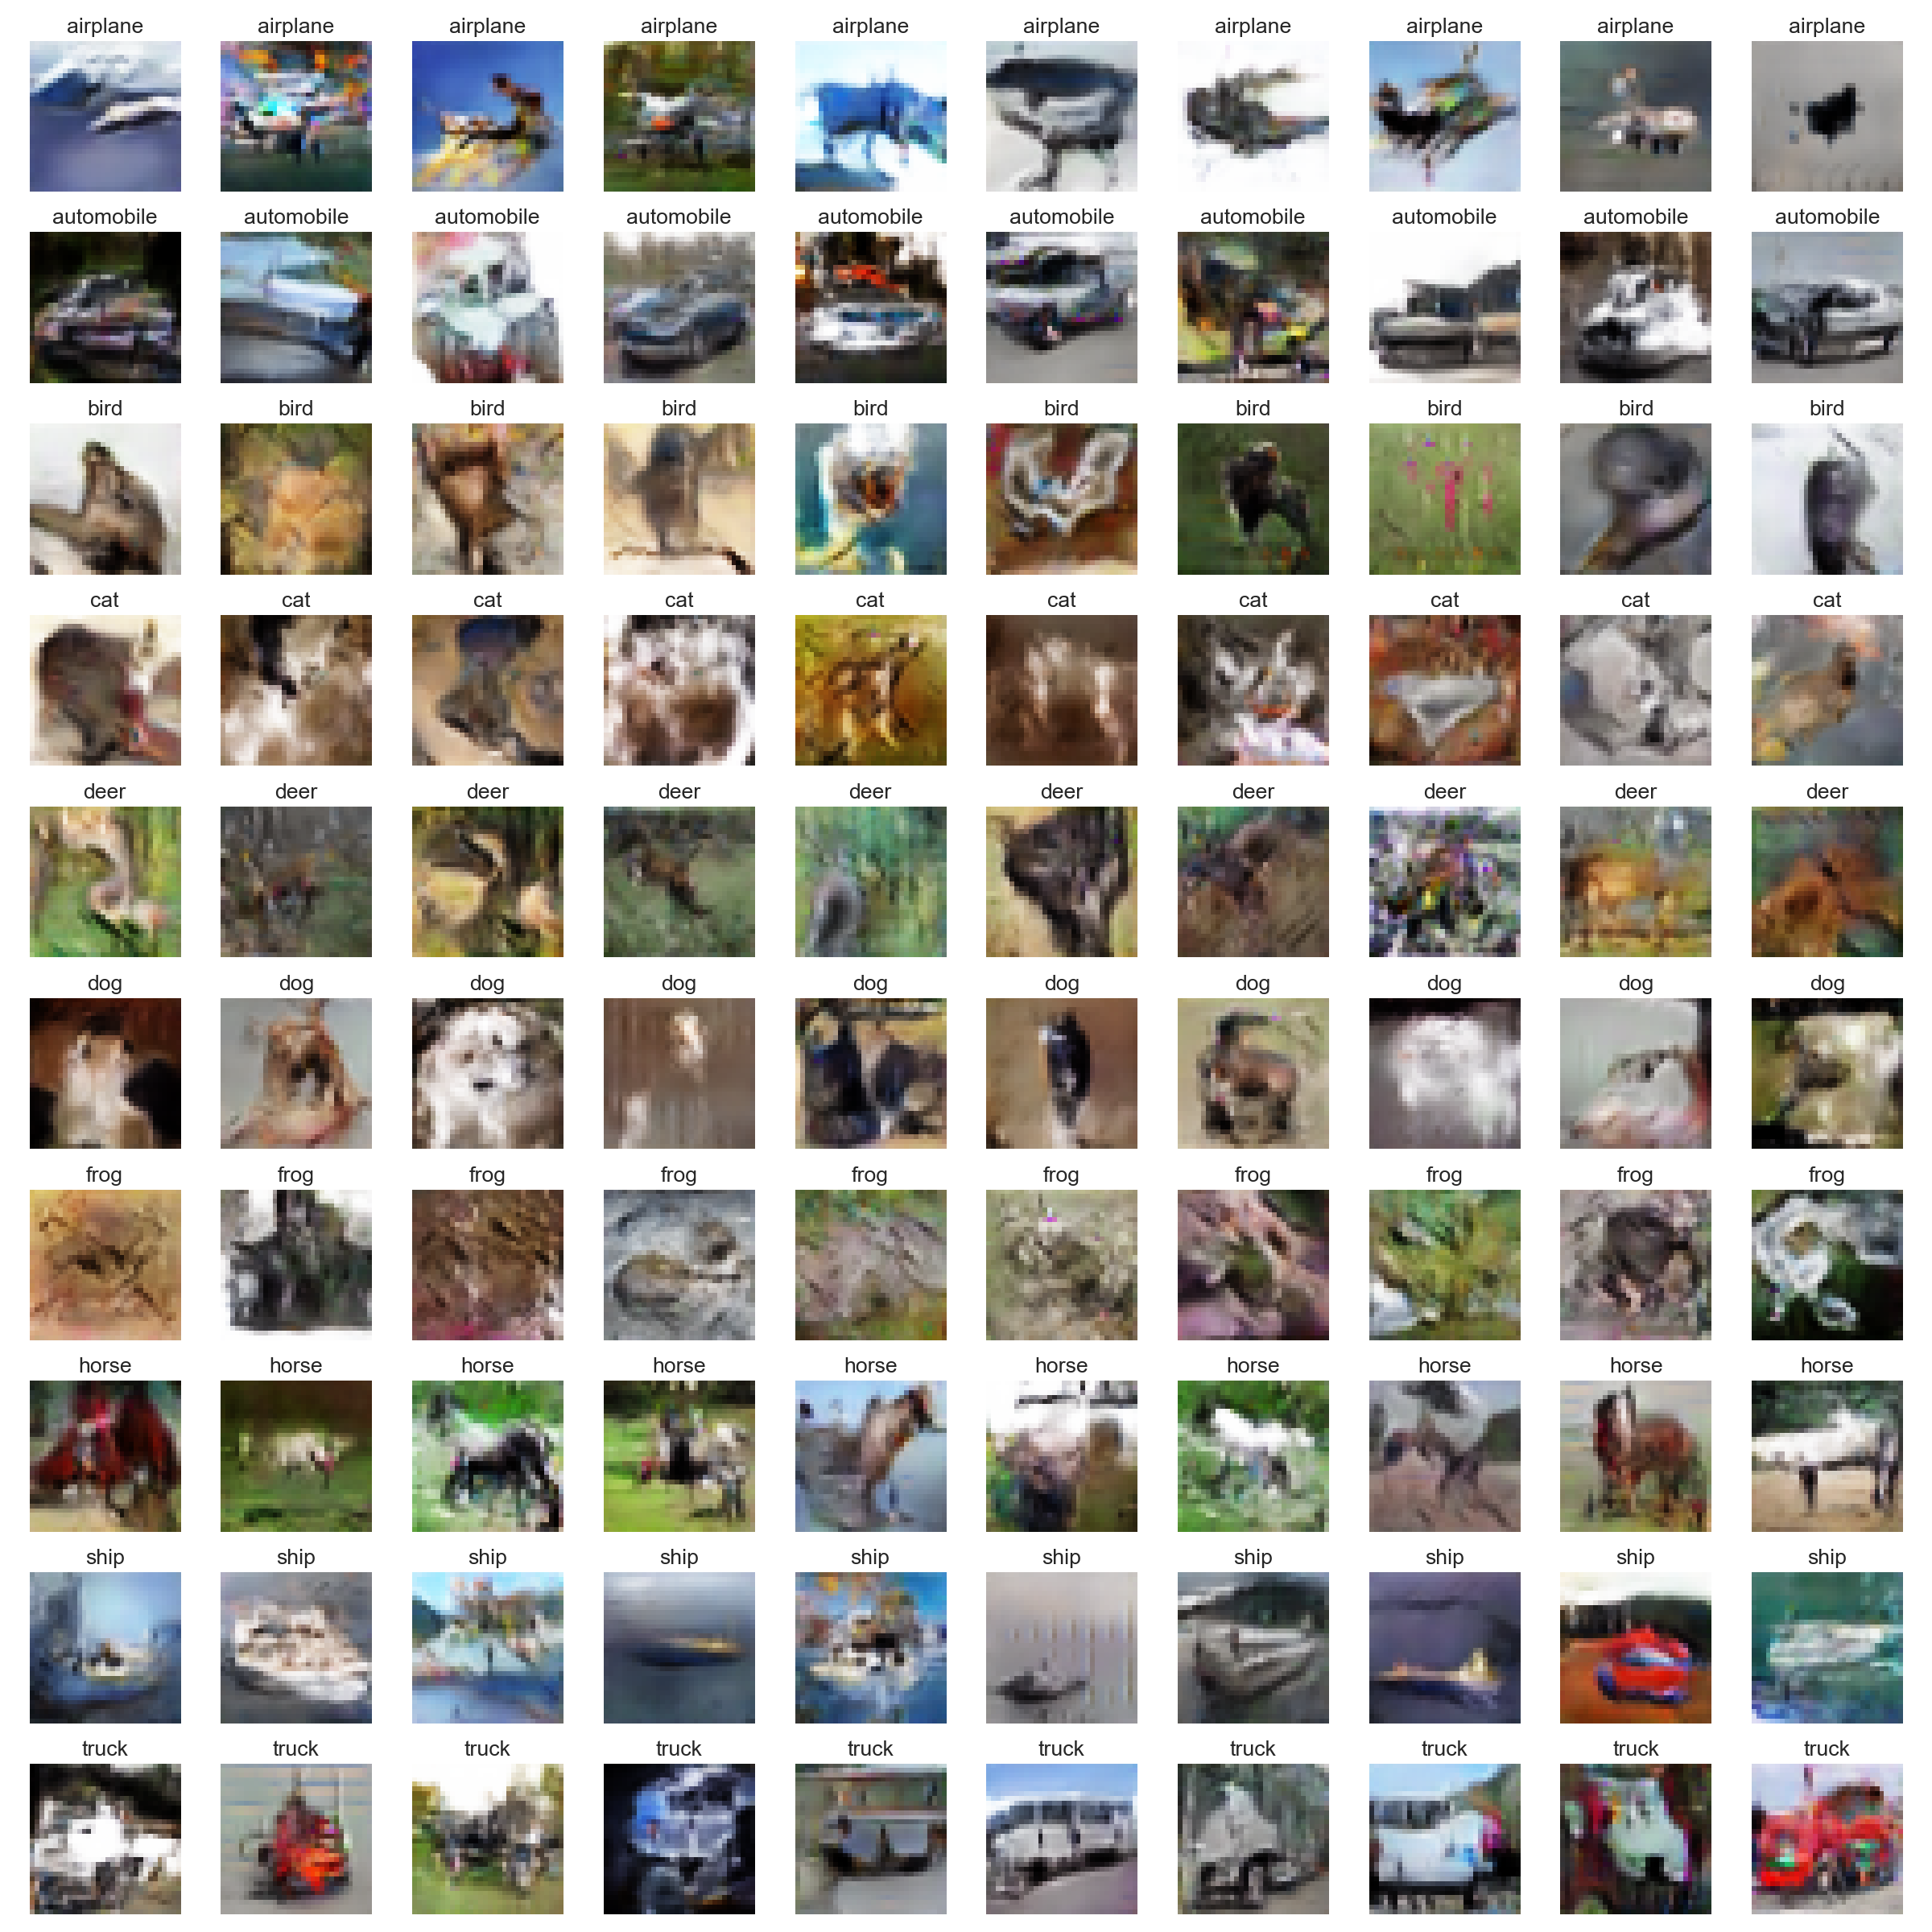 airplane airplane airplane airplane airplane airplane airplane airplane airplane airplane
automobile automobile automobile automobile automobile automobile automobile automobile automobile automobile
bird bird bird bird bird bird bird bird bird bird
cat cat cat cat cat cat cat cat cat cat
deer deer deer deer deer deer deer deer deer deer
dog dog dog dog dog dog dog dog dog dog
frog frog frog frog frog frog frog frog frog frog
horse horse horse horse horse horse horse horse horse horse
ship ship ship ship ship ship ship ship ship ship
truck truck truck truck truck truck truck truck truck truck